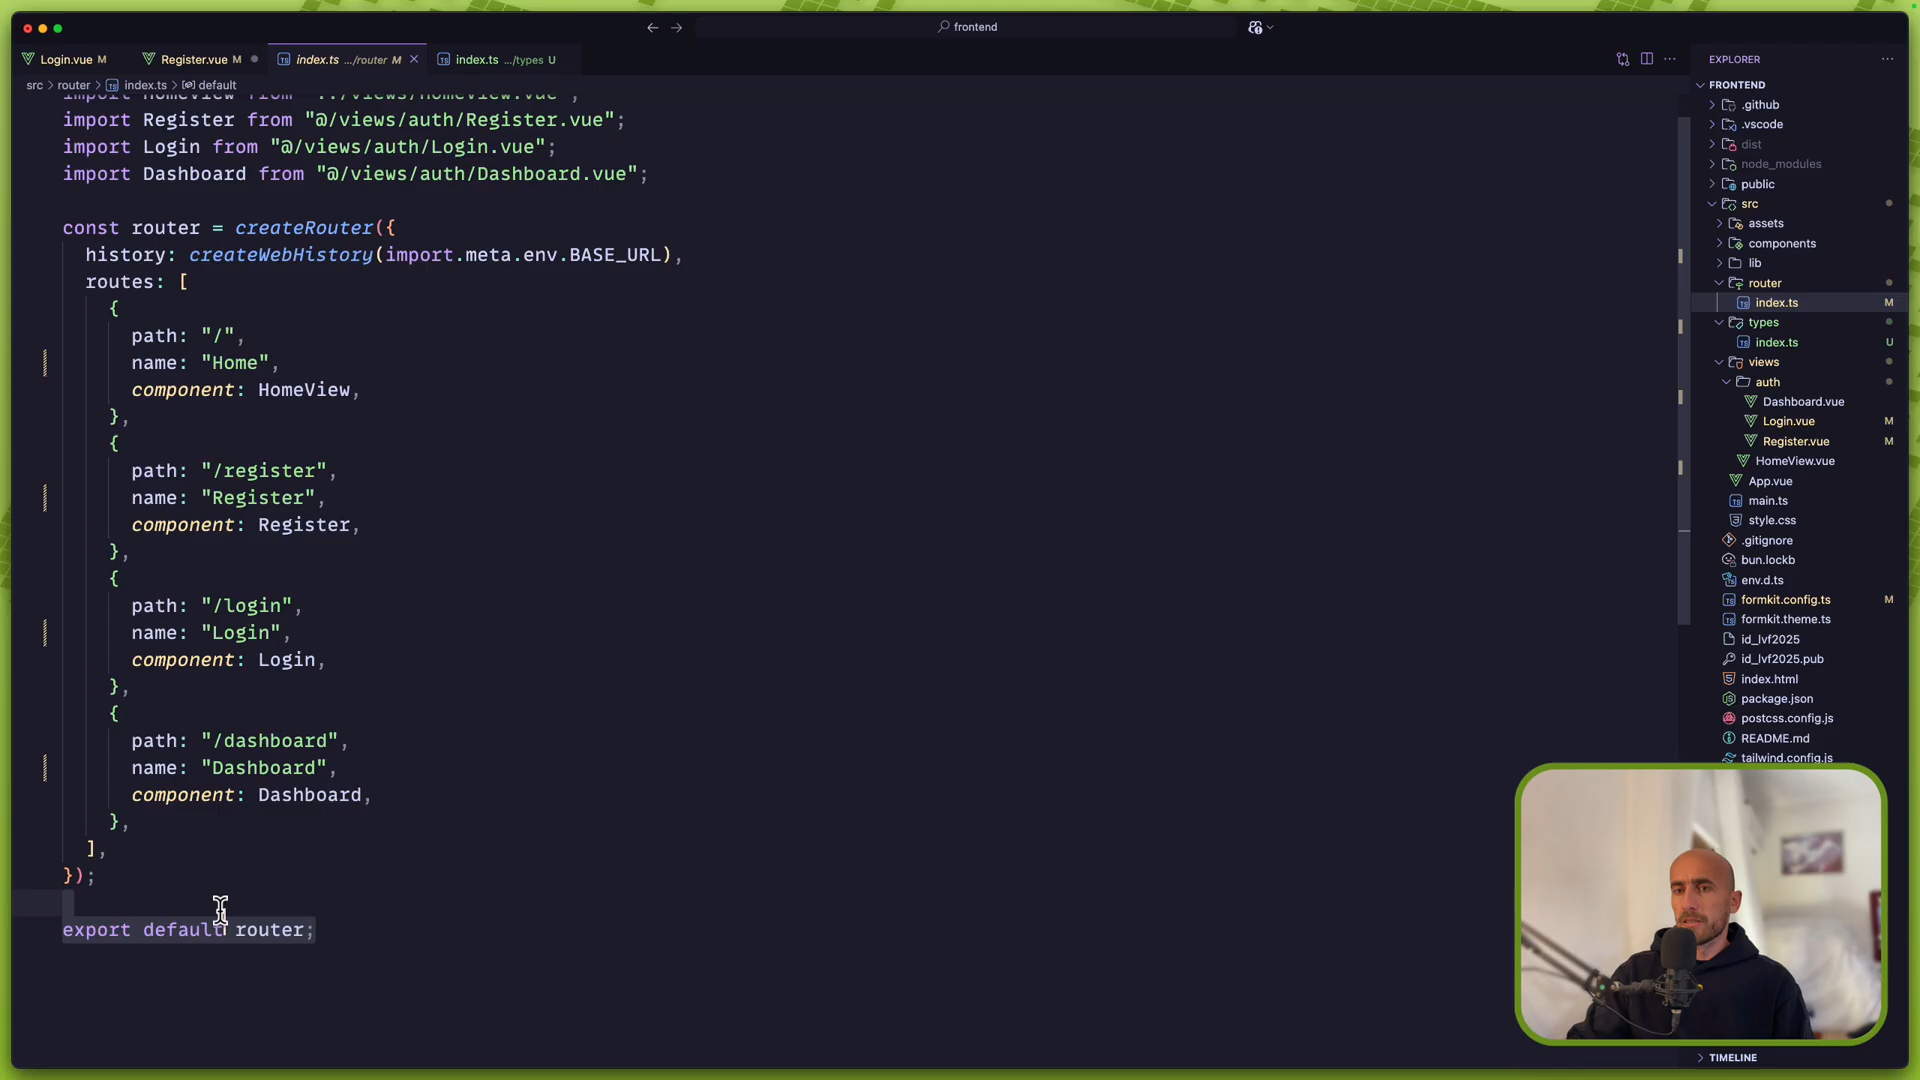 frontend
Login.vue M
Register.vue M
index.ts .../router M
index.ts .../types U
src > router > index.ts > default
import HomeView from "../views/HomeView.vue";
import Register from "@/views/auth/Register.vue";
import Login from "@/views/auth/Login.vue";
import Dashboard from "@/views/auth/Dashboard.vue";
const router = createRouter({
history: createWebHistory(import.meta.env.BASE_URL),
routes: [
{
path: "/",
name: "Home",
component: HomeView,
},
{
path: "/register",
name: "Register",
component: Register,
},
{
path: "/login",
name: "Login",
component: Login,
},
{
path: "/dashboard",
name: "Dashboard",
component: Dashboard,
},
],
});
export default router;
EXPLORER
FRONTEND
.github
.vscode
dist
node_modules
public
src
assets
components
lib
router
index.ts M
types
index.ts U
views
auth
Dashboard.vue
Login.vue M
Register.vue M
HomeView.vue
App.vue
main.ts
style.css
.gitignore
bun.lockb
env.d.ts
formkit.config.ts M
formkit.theme.ts
id_lvf2025
id_lvf2025.pub
index.html
package.json
postcss.config.js
README.md
tailwind.config.js
TIMELINE